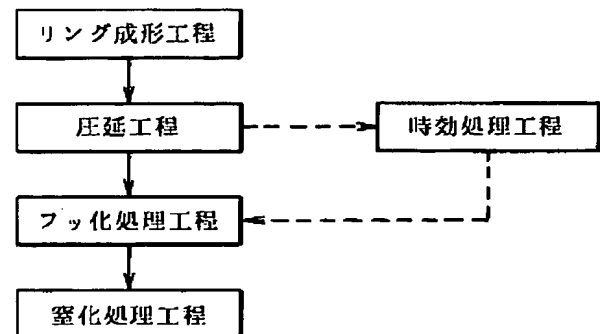 リング成形工程
圧延工程
時効処理工程
フッ化処理工程
窒化処理工程